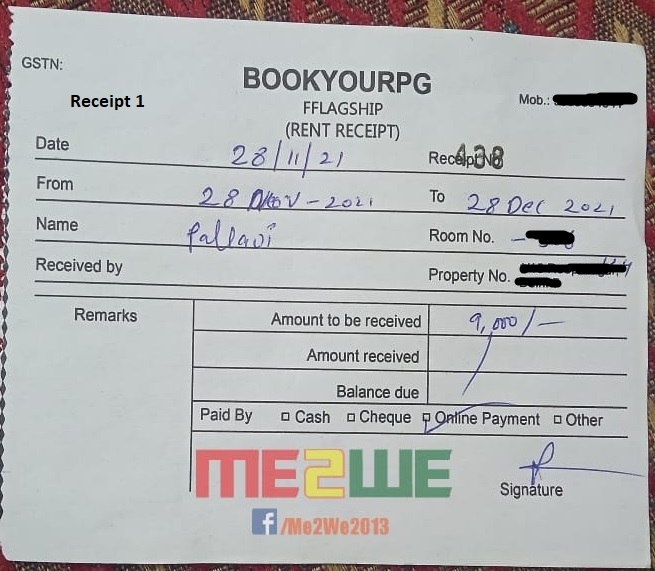 GSTN:
BOOKYOURPG
Receipt 1
Mob.:
FFLAGSHIP
(RENT RECEIPT)
Date 28/11/21 Receipt No 438
From 28 Nov - 2021 To 28 Dec 2021
Name Pallavi Room No.
Received by Property No.
Remarks Amount to be received 9,000/-
Amount received
Balance due
Paid By Cash Cheque Online Payment Other
ME2WE
Signature
f /Me2We2013